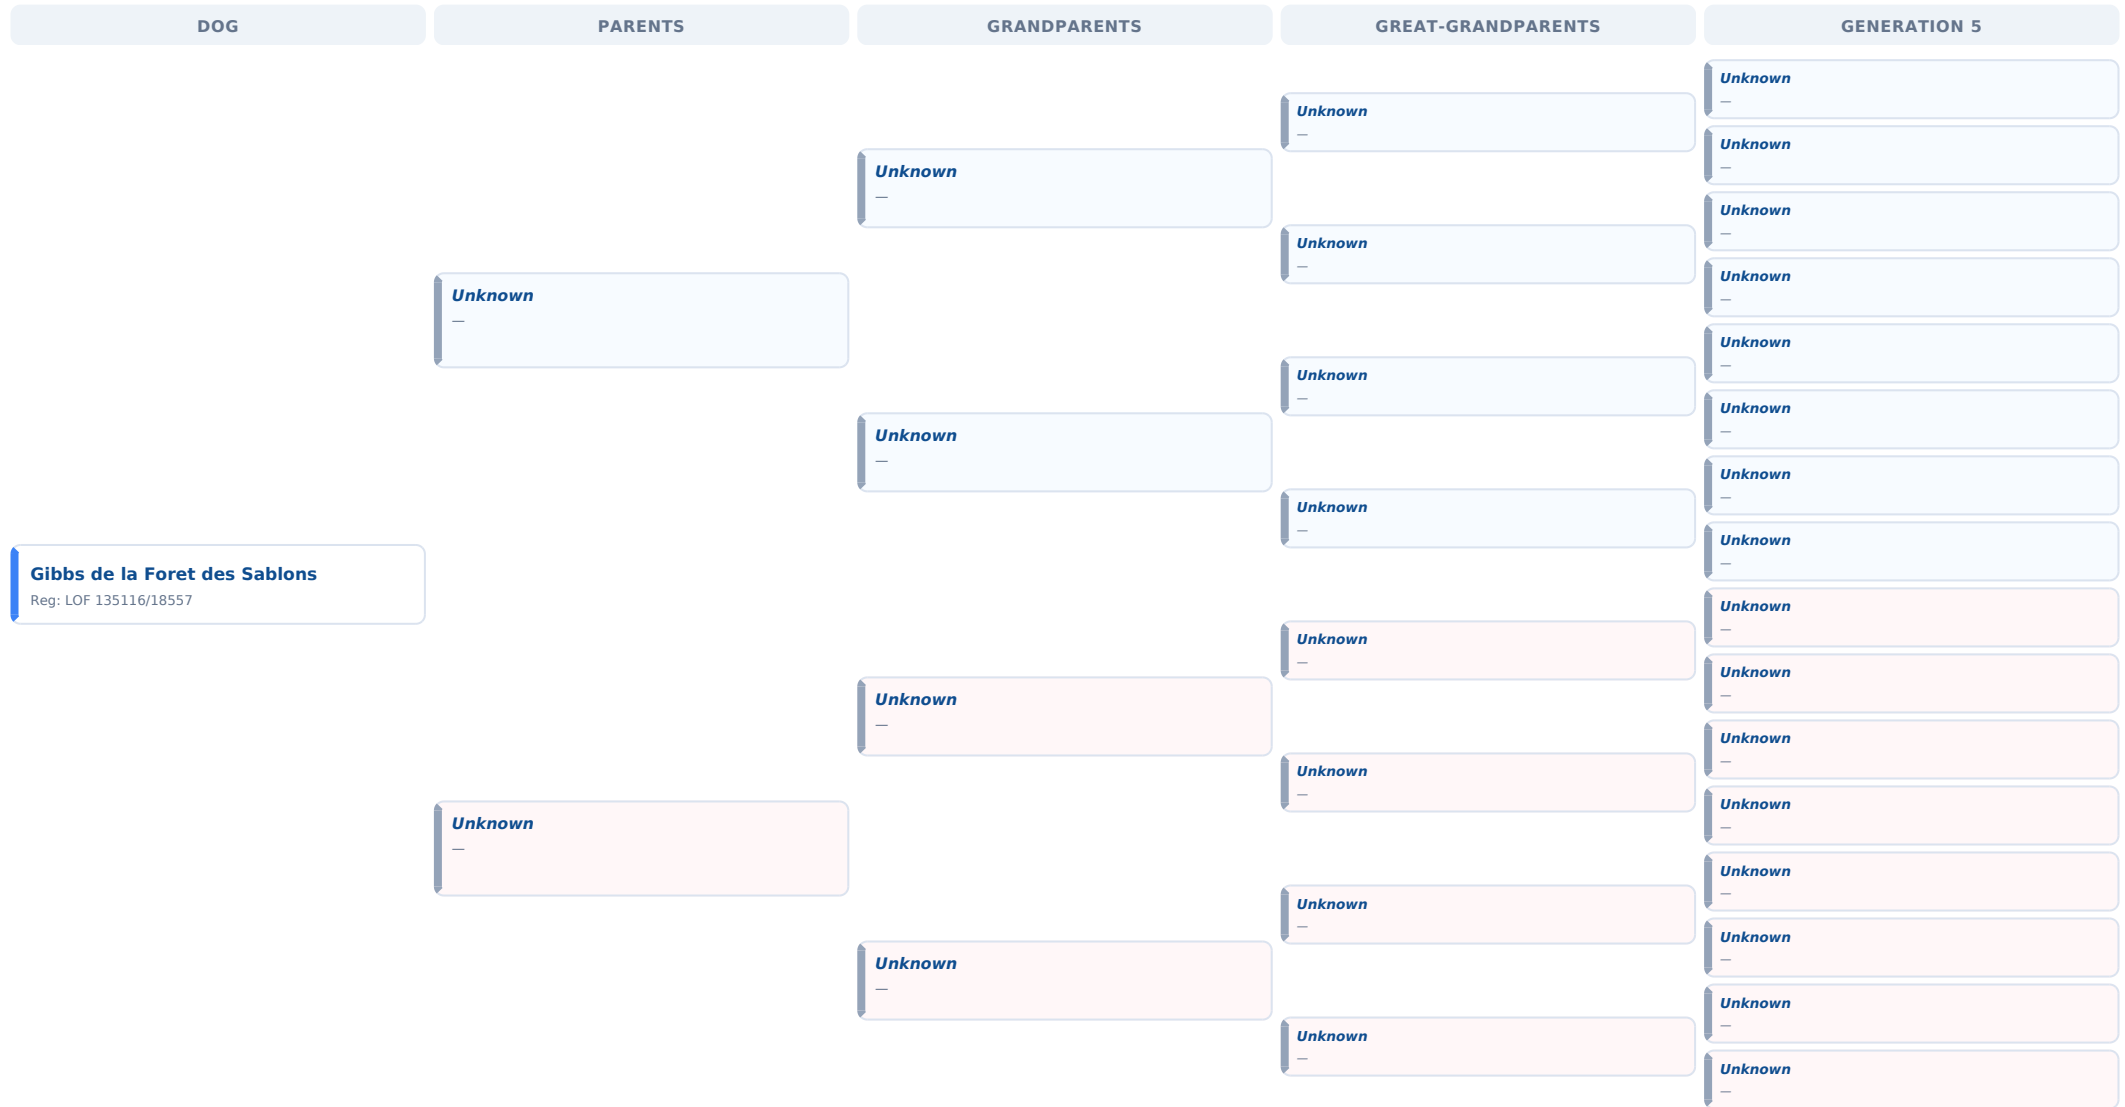 DOG
PARENTS
GRANDPARENTS
GREAT-GRANDPARENTS
GENERATION 5
Gibbs de la Foret des Sablons
Reg: LOF 135116/18557
Unknown
—
Unknown
—
Unknown
—
Unknown
—
Unknown
—
Unknown
—
Unknown
—
Unknown
—
Unknown
—
Unknown
—
Unknown
—
Unknown
—
Unknown
—
Unknown
—
Unknown
—
Unknown
—
Unknown
—
Unknown
—
Unknown
—
Unknown
—
Unknown
—
Unknown
—
Unknown
—
Unknown
—
Unknown
—
Unknown
—
Unknown
—
Unknown
—
Unknown
—
Unknown
—